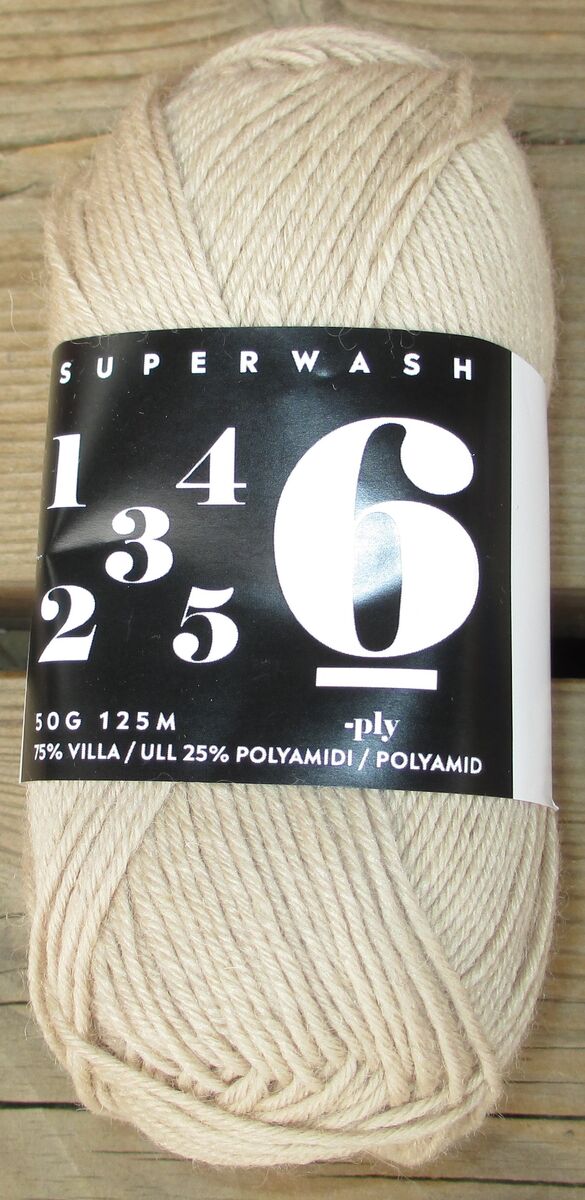 SUPERWASH
1 4 6
3
2 5
-ply
50G 125M
75% VILLA / ULL 25% POLYAMIDI / POLYAMID